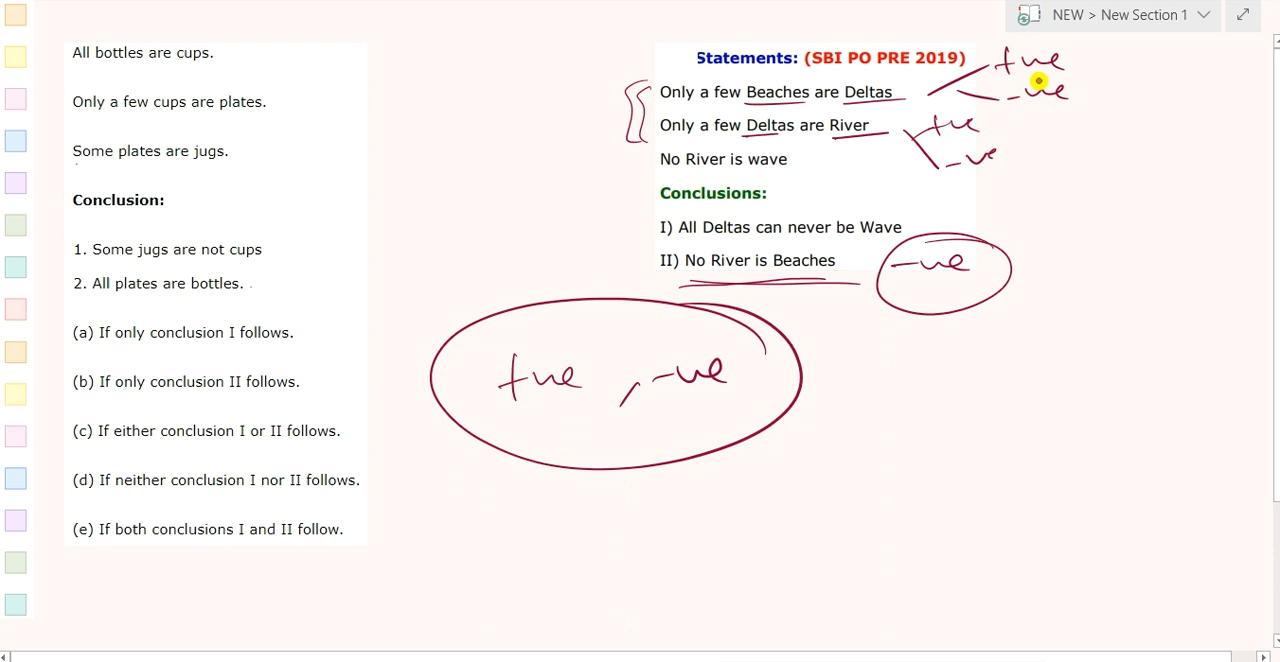 NEW > New Section 1
All bottles are cups.
Only a few cups are plates.
Some plates are jugs.
Conclusion:
1. Some jugs are not cups
2. All plates are bottles.
(a) If only conclusion I follows.
(b) If only conclusion II follows.
(c) If either conclusion I or II follows.
(d) If neither conclusion I nor II follows.
(e) If both conclusions I and II follow.
Statements: (SBI PO PRE 2019)
+ve
Only a few Beaches are Deltas
-ve
Only a few Deltas are River
+ve
-ve
No River is wave
Conclusions:
I) All Deltas can never be Wave
II) No River is Beaches
-ve
+ve , -ve